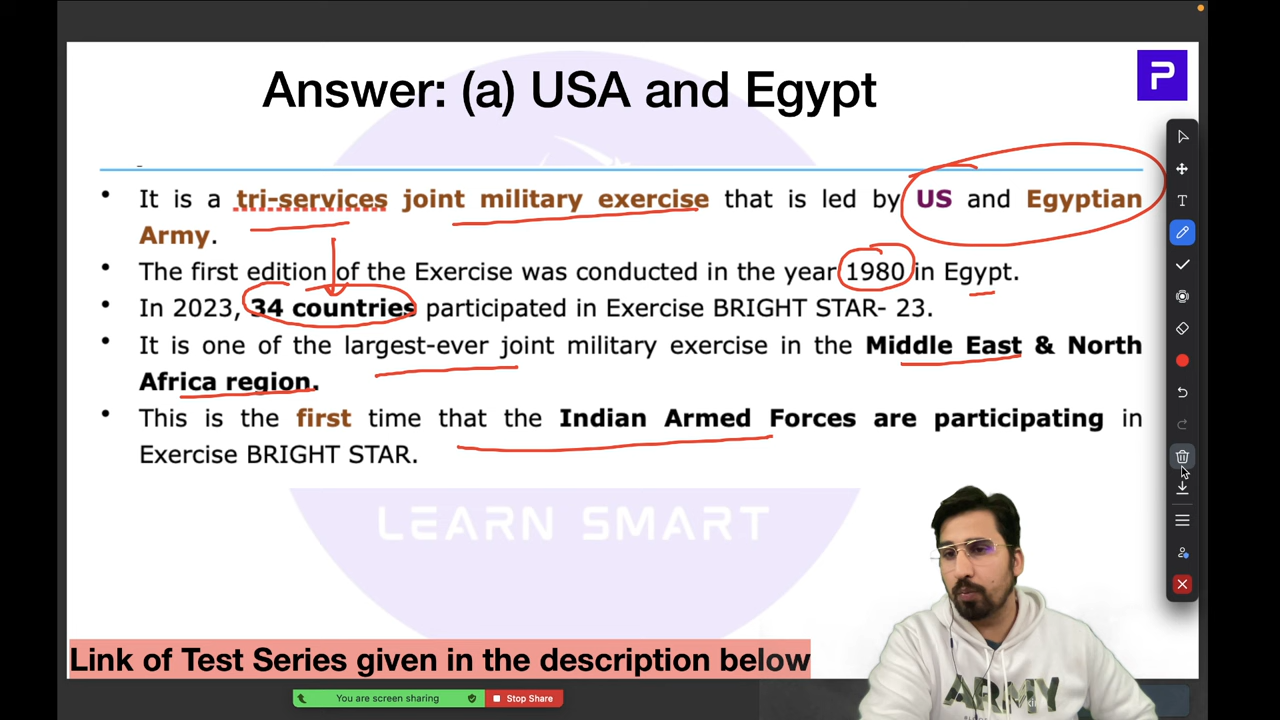 Answer: (a) USA and Egypt
P
• It is a tri-services joint military exercise that is led by US and Egyptian
Army.
• The first edition of the Exercise was conducted in the year 1980 in Egypt.
• In 2023, 34 countries participated in Exercise BRIGHT STAR- 23.
• It is one of the largest-ever joint military exercise in the Middle East & North
Africa region.
• This is the first time that the Indian Armed Forces are participating in
Exercise BRIGHT STAR.
LEARN SMART
ARMY
Link of Test Series given in the description below
You are screen sharing
Stop Share
T